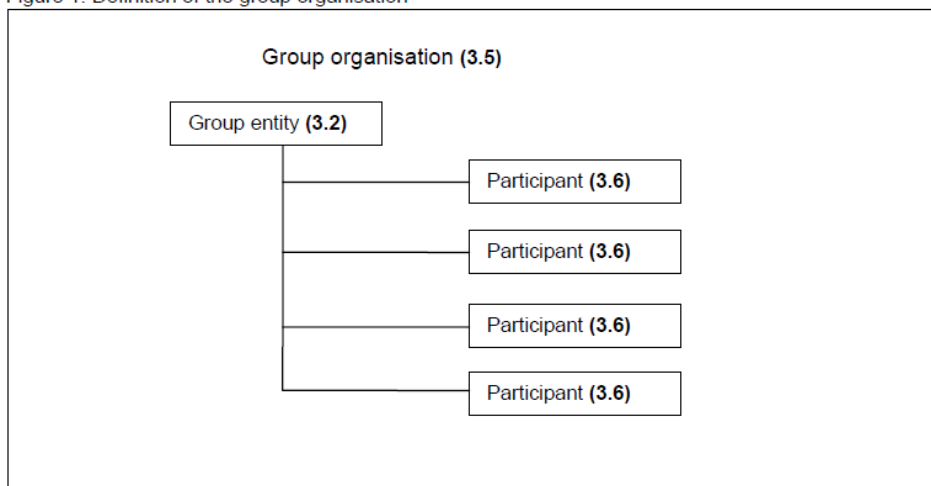 Figure 1: Definition of the group organisation
Group organisation (3.5)
Group entity (3.2)
Participant (3.6)
Participant (3.6)
Participant (3.6)
Participant (3.6)